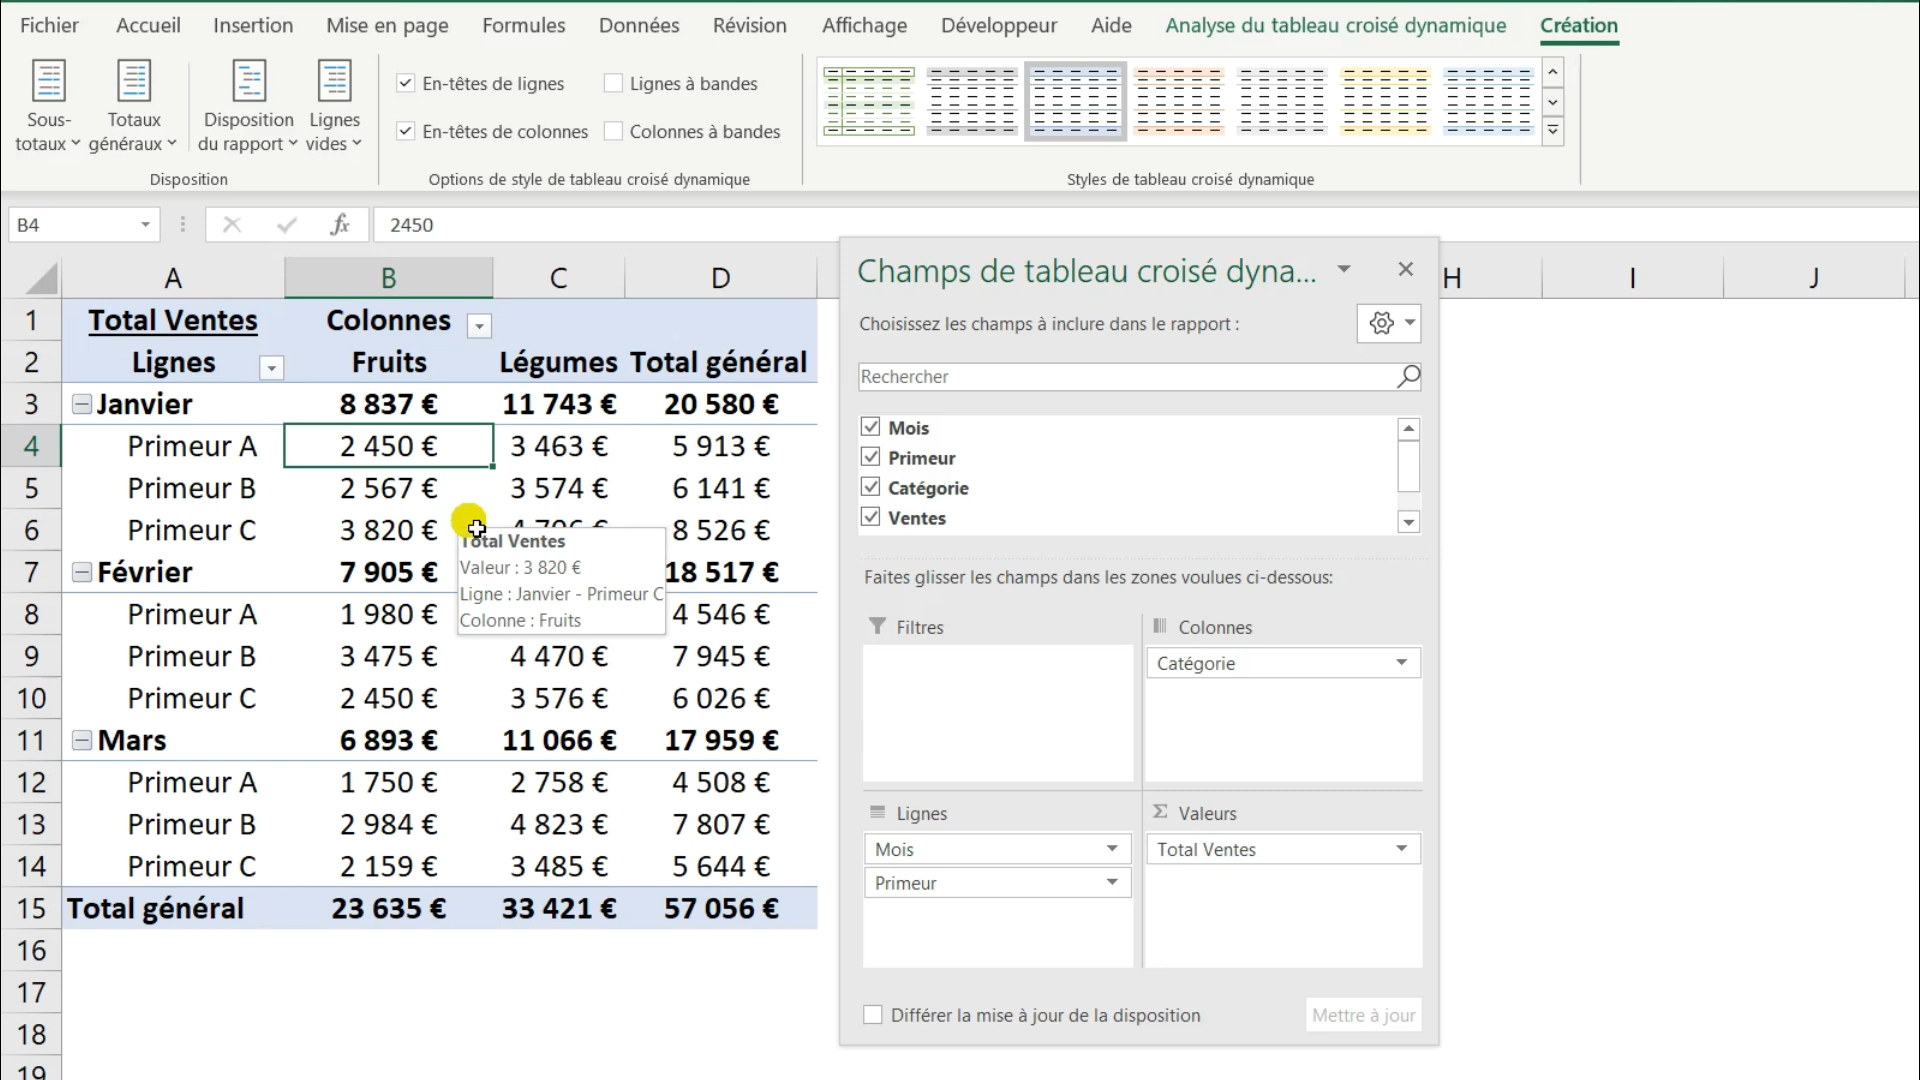 Fichier Accueil Insertion Mise en page Formules Données Révision Affichage Développeur Aide Analyse du tableau croisé dynamique Création
Sous-
totaux
Totaux
généraux
Disposition
du rapport
Lignes
vides
Disposition
En-têtes de lignes Lignes à bandes
En-têtes de colonnes Colonnes à bandes
Options de style de tableau croisé dynamique
Styles de tableau croisé dynamique
B4 fx 2450
A B C D H I J
1 Total Ventes Colonnes
2 Lignes Fruits Légumes Total général
3 Janvier 8 837 € 11 743 € 20 580 €
4 Primeur A 2 450 € 3 463 € 5 913 €
5 Primeur B 2 567 € 3 574 € 6 141 €
6 Primeur C 3 820 € 8 526 €
7 Février 7 905 € 18 517 €
8 Primeur A 1 980 € 4 546 €
9 Primeur B 3 475 € 4 470 € 7 945 €
10 Primeur C 2 450 € 3 576 € 6 026 €
11 Mars 6 893 € 11 066 € 17 959 €
12 Primeur A 1 750 € 2 758 € 4 508 €
13 Primeur B 2 984 € 4 823 € 7 807 €
14 Primeur C 2 159 € 3 485 € 5 644 €
15 Total général 23 635 € 33 421 € 57 056 €
16
17
18
19
Total Ventes
Valeur : 3 820 €
Ligne : Janvier - Primeur C
Colonne : Fruits
Champs de tableau croisé dyna...
Choisissez les champs à inclure dans le rapport :
Rechercher
Mois
Primeur
Catégorie
Ventes
Faites glisser les champs dans les zones voulues ci-dessous:
Filtres
Colonnes
Catégorie
Lignes
Mois
Primeur
Σ Valeurs
Total Ventes
Différer la mise à jour de la disposition
Mettre à jour